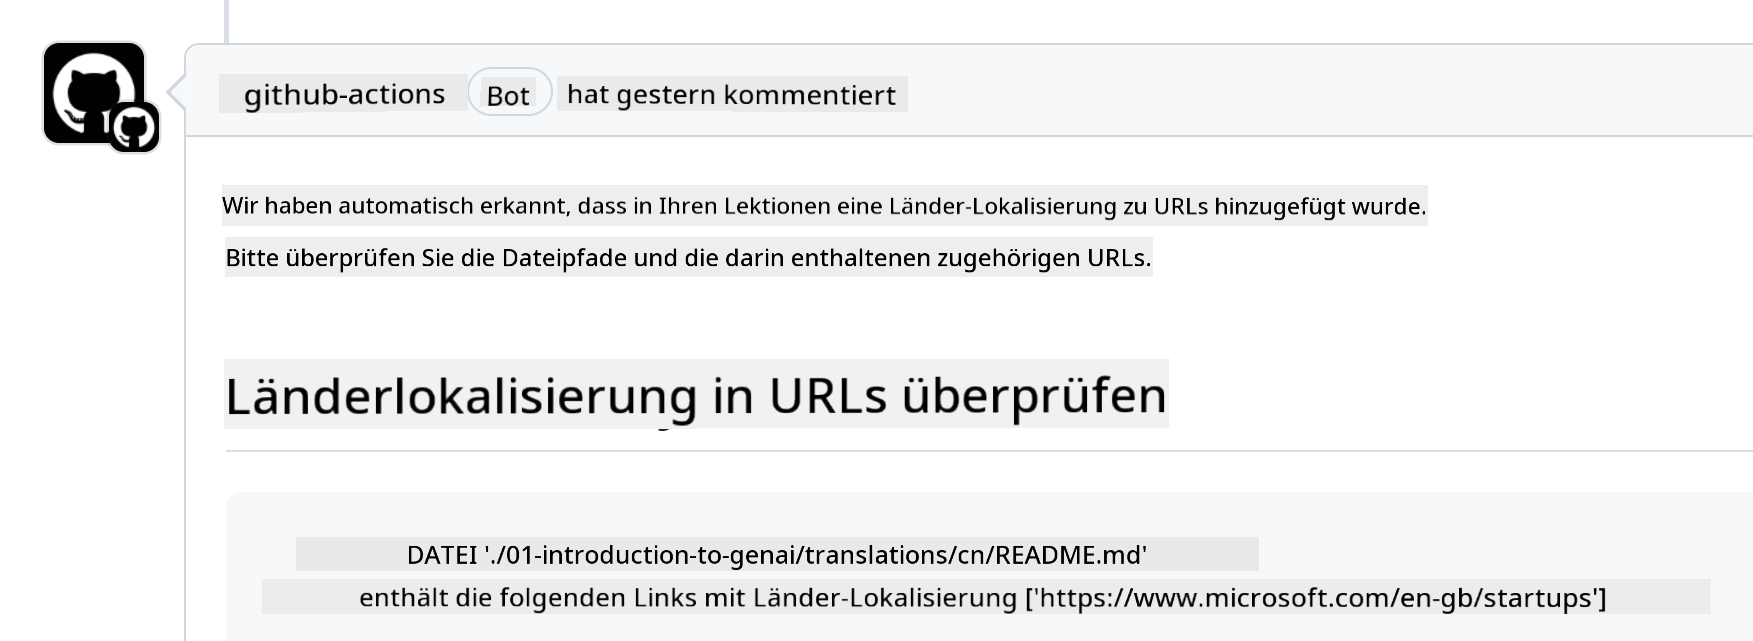 github-actions Bot hat gestern kommentiert
Wir haben automatisch erkannt, dass in Ihren Lektionen eine Länder-Lokalisierung zu URLs hinzugefügt wurde.
Bitte überprüfen Sie die Dateipfade und die darin enthaltenen zugehörigen URLs.
Länderlokalisierung in URLs überprüfen
DATEI './01-introduction-to-genai/translations/cn/README.md'
enthält die folgenden Links mit Länder-Lokalisierung ['https://www.microsoft.com/en-gb/startups']